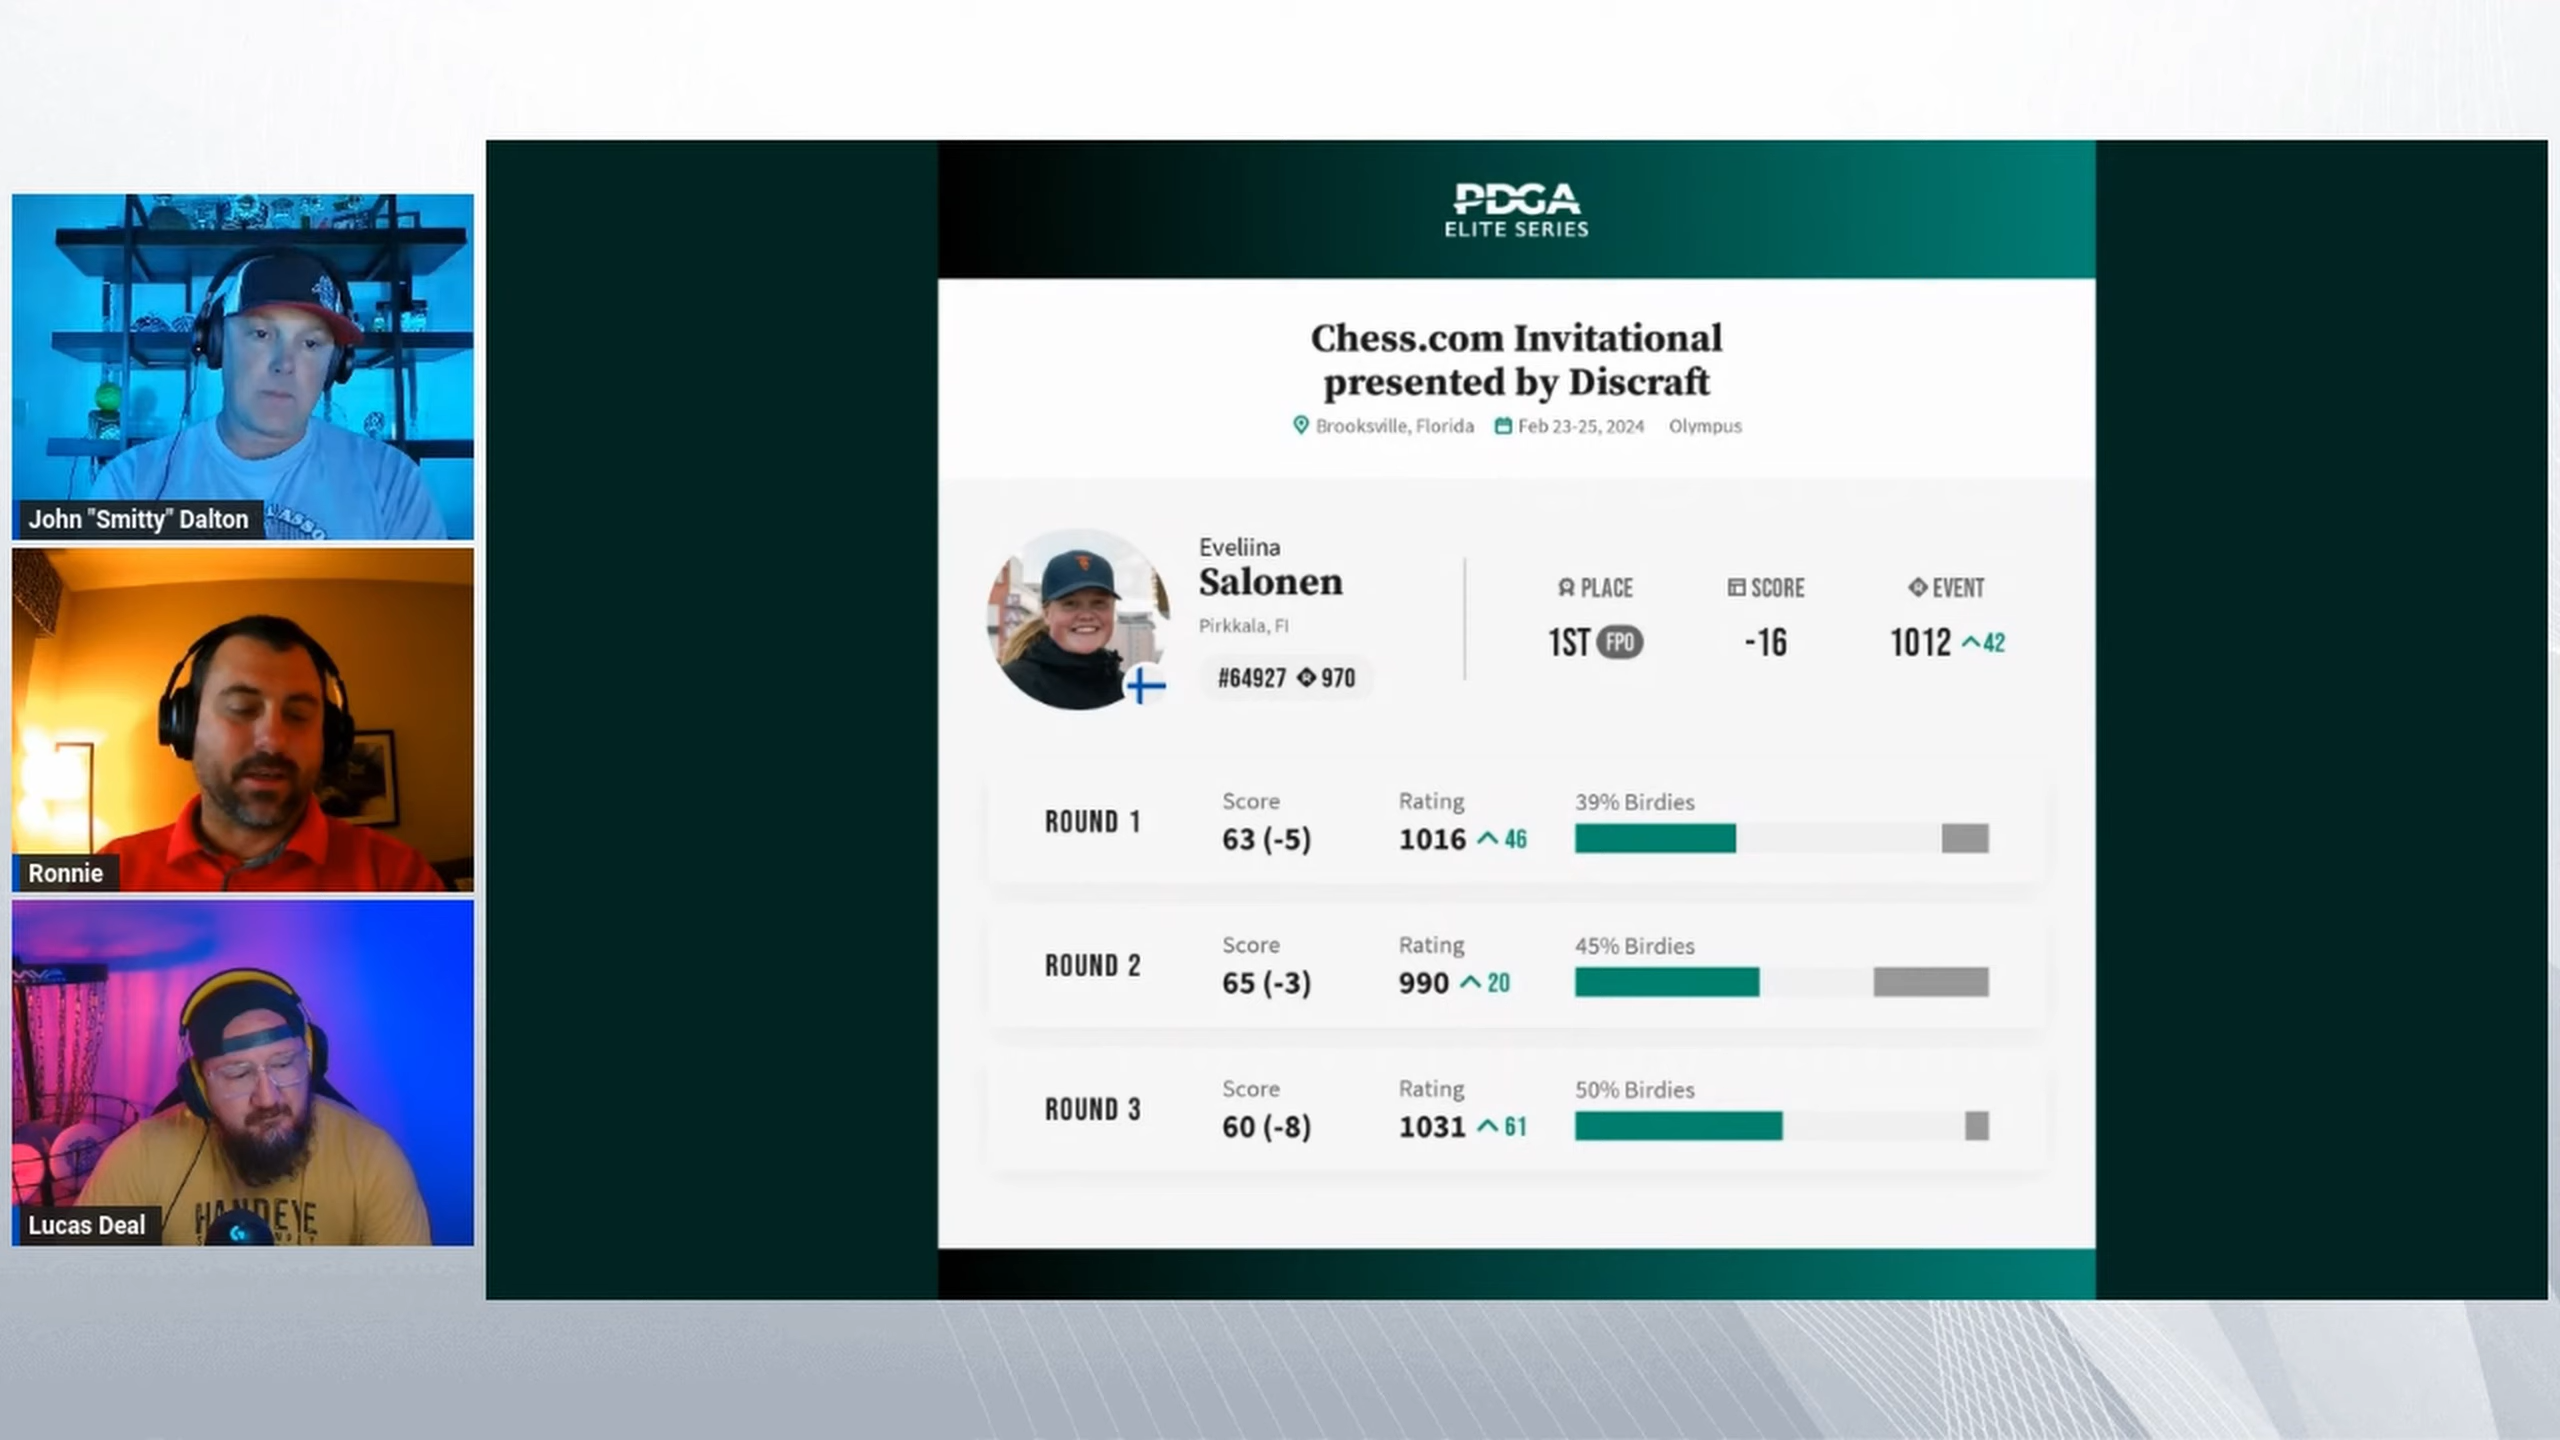 John "Smitty" Dalton
Ronnie
HANDEYE
Lucas Deal
PDGA
ELITE SERIES
Chess.com Invitational
presented by Discraft
Brooksville, Florida Feb 23-25, 2024 Olympus
Eveliina
Salonen
Pirkkala, FI
#64927 970
PLACE SCORE EVENT
1ST FPO -16 1012 42
ROUND 1
Score Rating 39% Birdies
63 (-5) 1016 46
ROUND 2
Score Rating 45% Birdies
65 (-3) 990 20
ROUND 3
Score Rating 50% Birdies
60 (-8) 1031 61